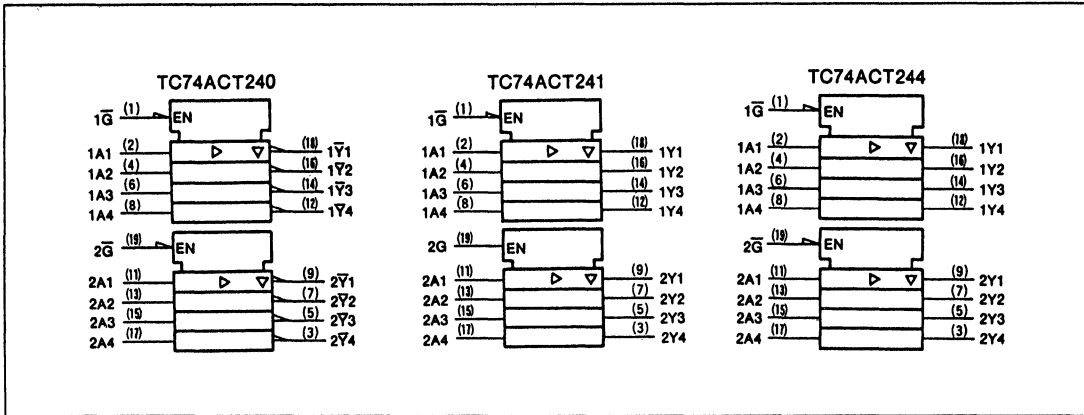 TC74ACT240
1G̅ (1) EN
1A1 (2) (18) 1Y̅1
1A2 (4) (16) 1Y̅2
1A3 (6) (14) 1Y̅3
1A4 (8) (12) 1Y̅4
2G̅ (19) EN
2A1 (11) (9) 2Y̅1
2A2 (13) (7) 2Y̅2
2A3 (15) (5) 2Y̅3
2A4 (17) (3) 2Y̅4
TC74ACT241
1G̅ (1) EN
1A1 (2) (18) 1Y1
1A2 (4) (16) 1Y2
1A3 (6) (14) 1Y3
1A4 (8) (12) 1Y4
2G (19) EN
2A1 (11) (9) 2Y1
2A2 (13) (7) 2Y2
2A3 (15) (5) 2Y3
2A4 (17) (3) 2Y4
TC74ACT244
1G̅ (1) EN
1A1 (2) (18) 1Y1
1A2 (4) (16) 1Y2
1A3 (6) (14) 1Y3
1A4 (8) (12) 1Y4
2G̅ (19) EN
2A1 (11) (9) 2Y1
2A2 (13) (7) 2Y2
2A3 (15) (5) 2Y3
2A4 (17) (3) 2Y4